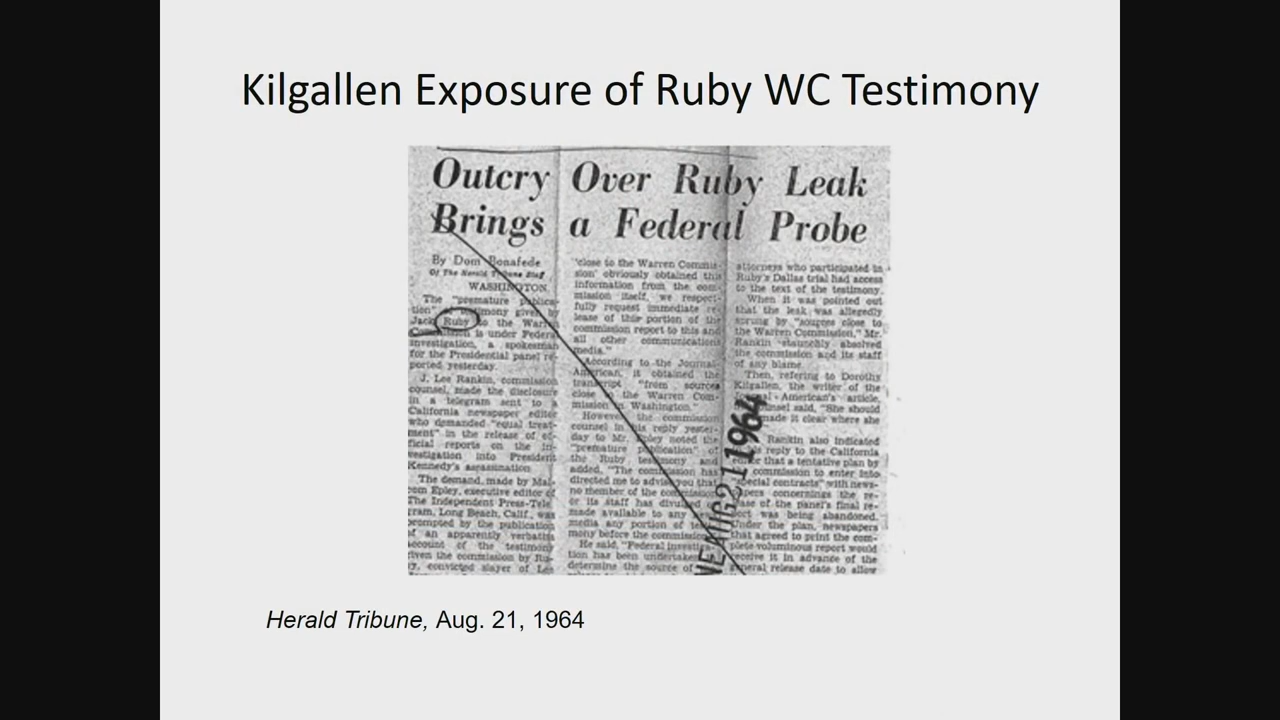 Kilgallen Exposure of Ruby WC Testimony
Outcry Over Ruby Leak
Brings a Federal Probe
By Dom Bonafede
Of The Herald Tribune Staff
WASHINGTON.
The "premature publica-
tion" testimony given by
Jack Ruby to the Warren
is under Federal
investigation, a spokesman
for the Presidential panel re-
ported yesterday.
J. Lee Rankin, commission
counsel, made the disclosure
in a telegram sent to a
California newspaper editor
who demanded "equal treat-
ment" in the release of of-
ficial reports on the in-
vestigation into President
Kennedy's assassination
The demand, made by Mal-
com Epley, executive editor of
The Independent Press-Tele-
gram, Long Beach, Calif., was
prompted by the publication
of an apparently verbatim
account of the testimony
given the commission by Ru-
by, convicted slayer of Lee
"close to the Warren Commis-
sion' obviously obtained this
information from the com-
mission itself, we respect-
fully request immediate re-
lease of this portion of the
commission report to this and
all other communications
media."
According to the Journal-
American, it obtained the
transcript "from sources
close to the Warren Com-
mission in Washington."
However, the commission
counsel in his reply yester-
day to Mr. Epley noted the
"premature publication" of
the Ruby testimony and
added, "The commission has
directed me to advise you that
no member of the commission
or its staff has divulged or
made available to any
media any portion of testi-
mony before the commission
He said, "Federal investiga-
tion has been undertaken
determine the source of
attorneys who participated in
Ruby's Dallas trial had access
to the text of the testimony.
When it was pointed out
that the leak was allegedly
sprung by "sources close to
the Warren Commission," Mr.
Rankin staunchly absolved
the commission and its staff
of any blame.
Then, referring to Dorothy
Kilgallen, the writer of the
American's article,
counsel said, "She should
made it clear where she
Rankin also indicated
reply to the California
editor that a tentative plan by
commission to enter into
"special contracts" with news-
papers concerning the re-
lease of the panel's final re-
port was being abandoned.
Under the plan, newspapers
that agreed to print the com-
plete voluminous report would
receive it in advance of the
general release date to allow
AUG 21 1964
Herald Tribune, Aug. 21, 1964